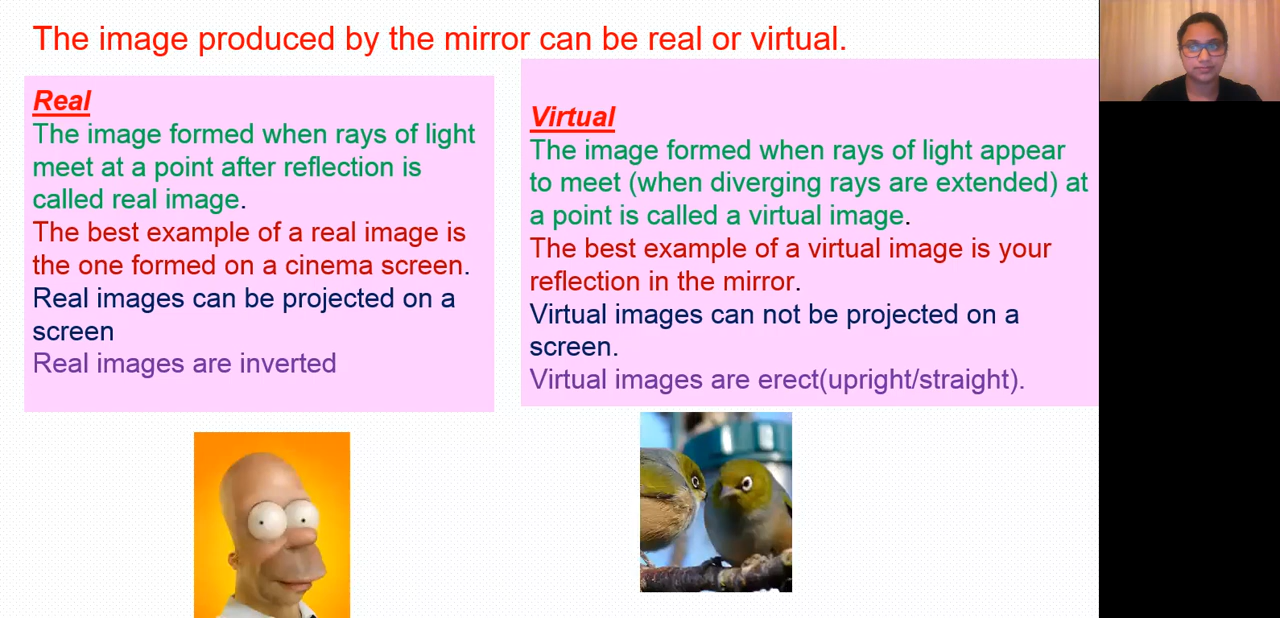 The image produced by the mirror can be real or virtual.
Real
The image formed when rays of light
meet at a point after reflection is
called real image.
The best example of a real image is
the one formed on a cinema screen.
Real images can be projected on a
screen
Real images are inverted
Virtual
The image formed when rays of light appear
to meet (when diverging rays are extended) at
a point is called a virtual image.
The best example of a virtual image is your
reflection in the mirror.
Virtual images can not be projected on a
screen.
Virtual images are erect(upright/straight).